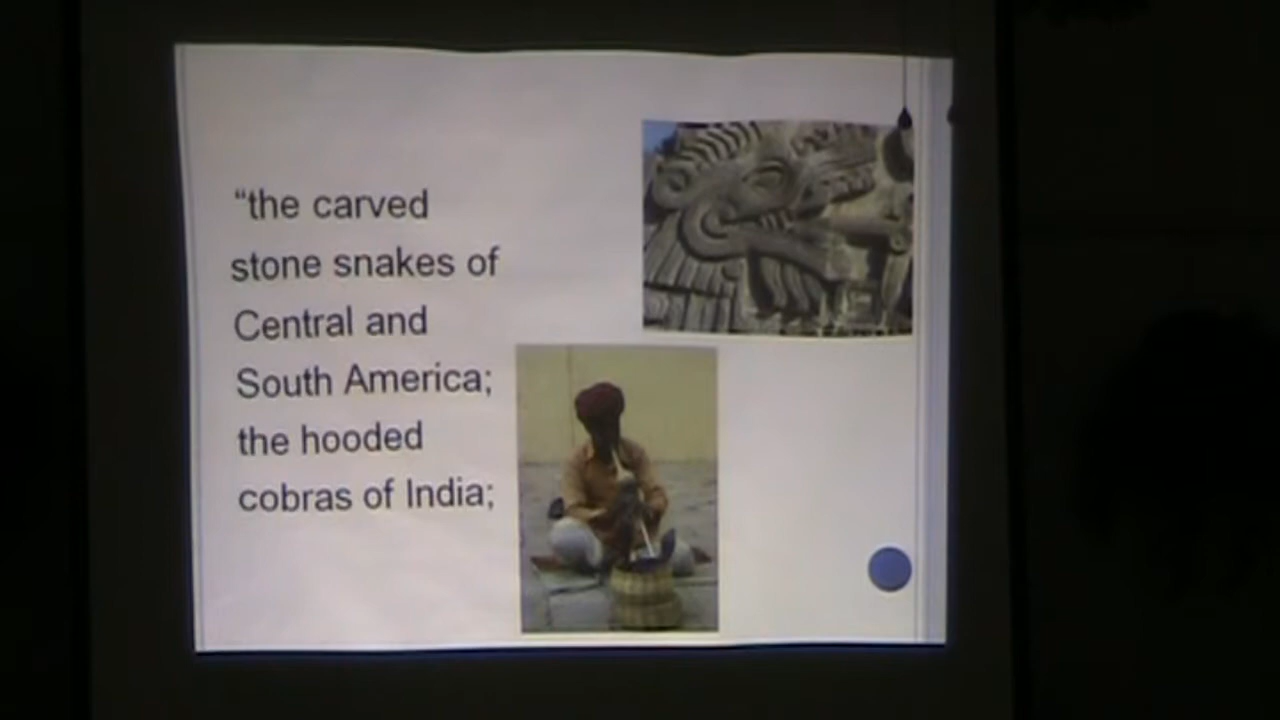 “the carved
stone snakes of
Central and
South America;
the hooded
cobras of India;